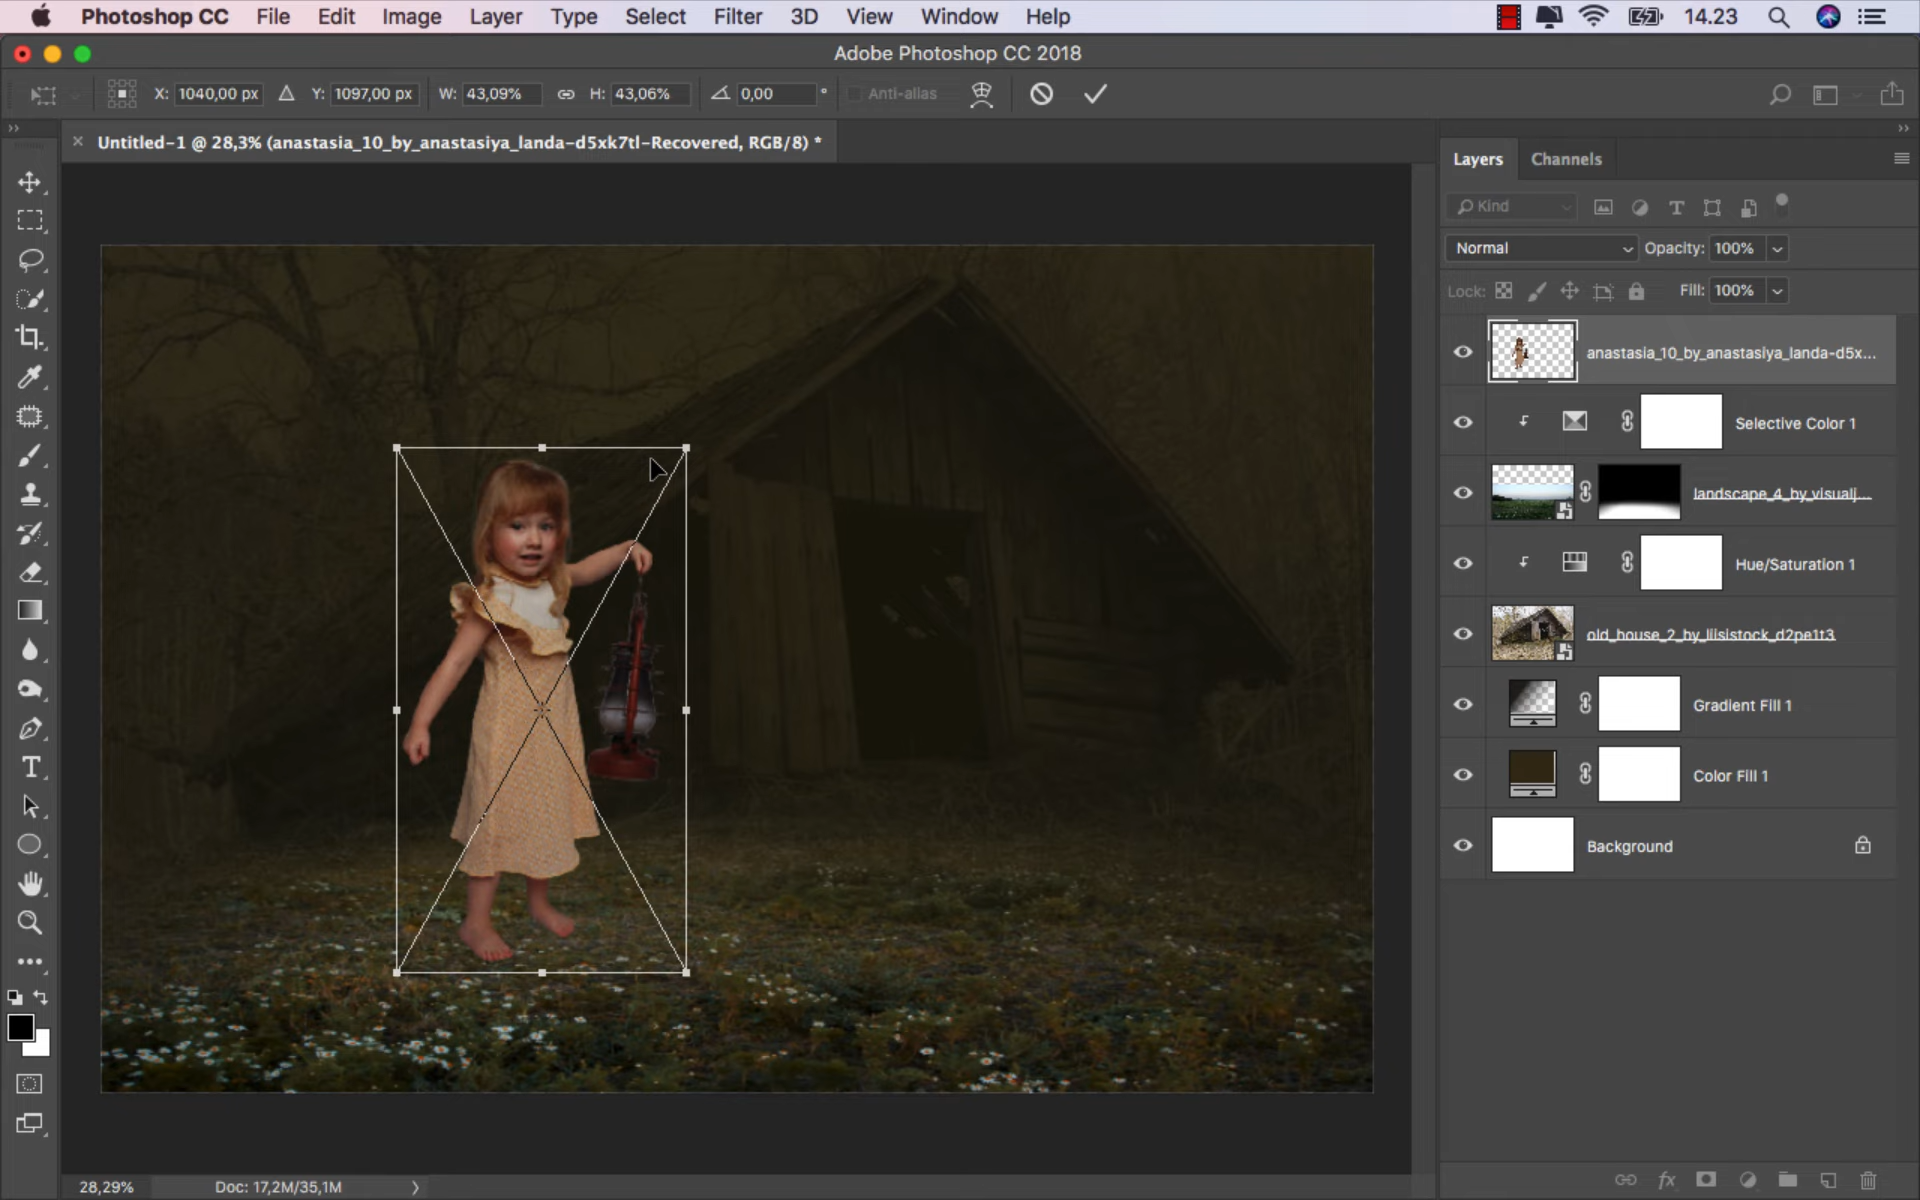 Photoshop CC File Edit Image Layer Type Select Filter 3D View Window Help 14.23
Adobe Photoshop CC 2018
X: 1040,00 px Y: 1097,00 px W: 43,09% H: 43,06% 0,00 ° Anti-alias
Untitled-1 @ 28,3% (anastasia_10_by_anastasiya_landa-d5xk7tl-Recovered, RGB/8) *
Layers Channels
Kind
Normal Opacity: 100%
Lock: Fill: 100%
anastasia_10_by_anastasiya_landa-d5x...
Selective Color 1
landscape_4_by_visualj...
Hue/Saturation 1
old_house_2_by_liisistock_d2pe1t3
Gradient Fill 1
Color Fill 1
Background
28,29% Doc: 17,2M/35,1M